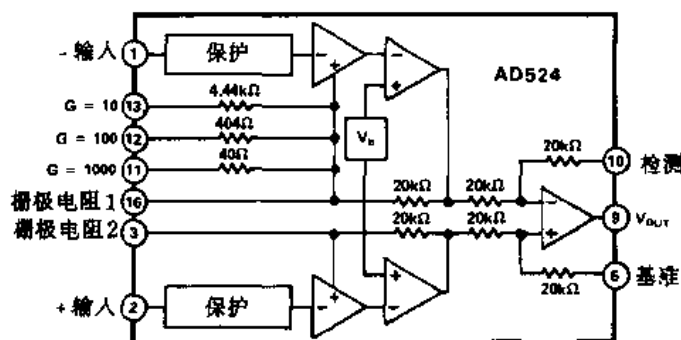 - 输入 1 保护
AD524
G = 10 13 4.44kΩ
G = 100 12 404Ω
G = 1000 11 40Ω
20kΩ 10 检测
栅极电阻1 16 20kΩ 20kΩ
9 VOUT
栅极电阻2 3 20kΩ 20kΩ
20kΩ 6 基准
+ 输入 2 保护